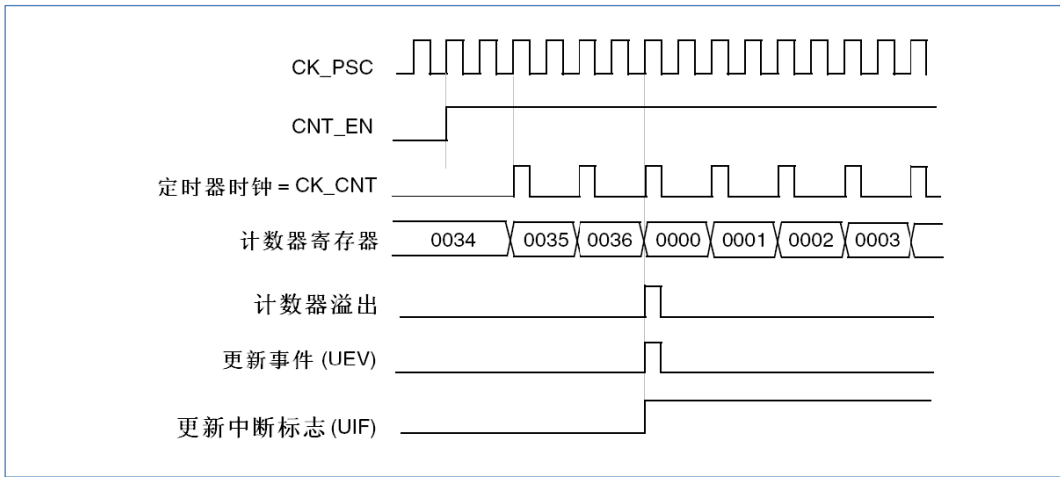 CK_PSC
CNT_EN
定时器时钟 = CK_CNT
计数器寄存器 0034 0035 0036 0000 0001 0002 0003
计数器溢出
更新事件 (UEV)
更新中断标志 (UIF)